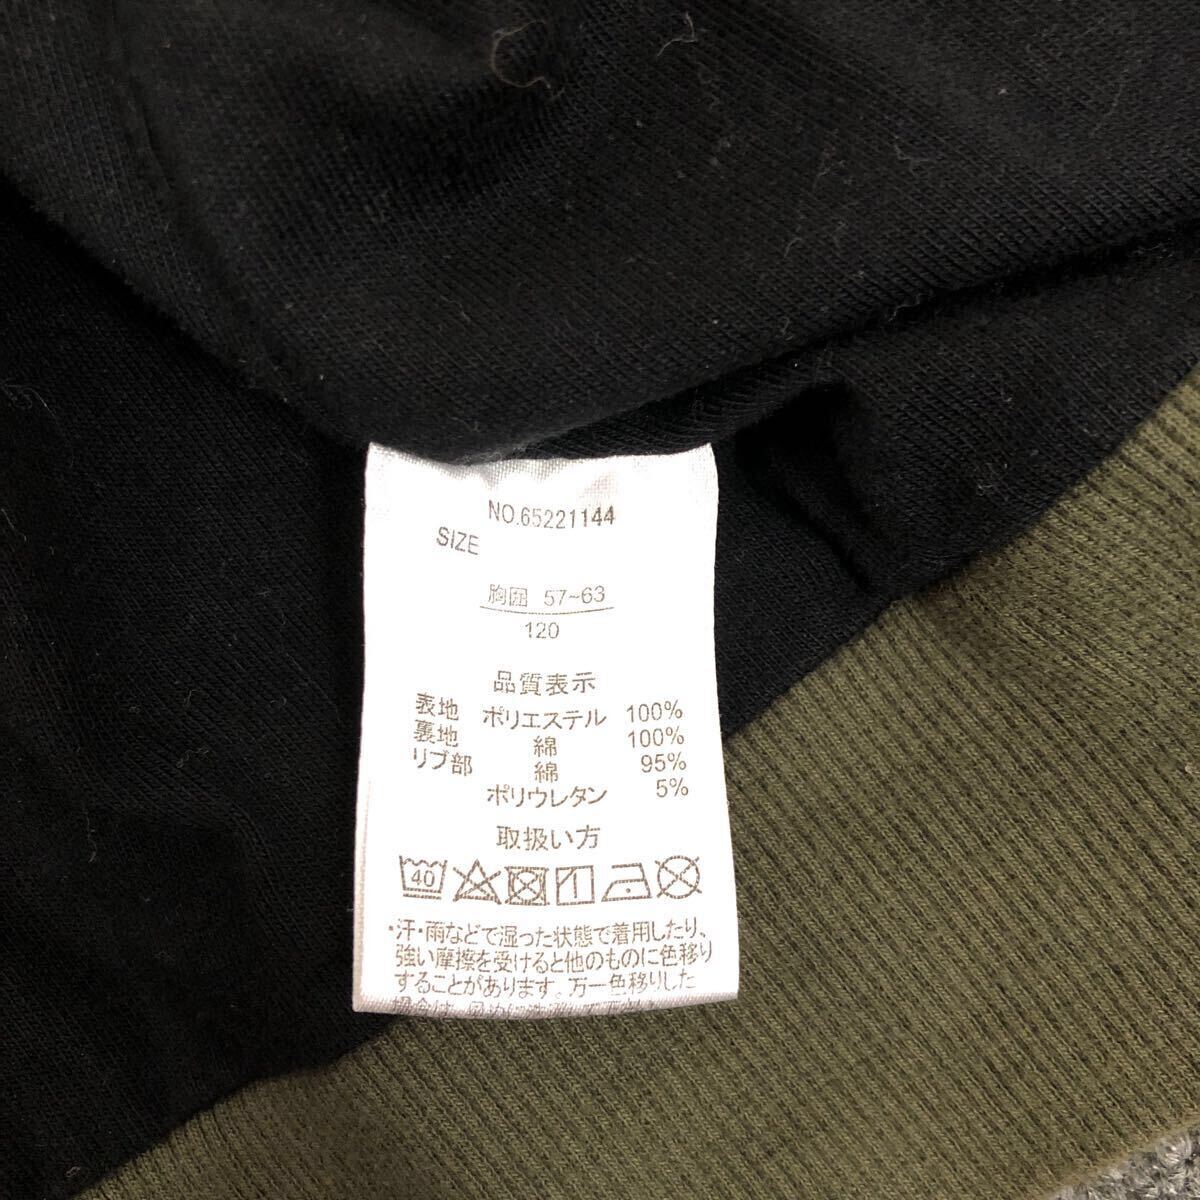 NO.65221144
SIZE
胸囲 57~63
120
品質表示
表地 ポリエステル 100%
裏地 綿 100%
リブ部 綿 95%
ポリウレタン 5%
取扱い方
40
・汗・雨などで湿った状態で着用したり、
強い摩擦を受けると他のものに色移り
することがあります。万一色移りした
場合は